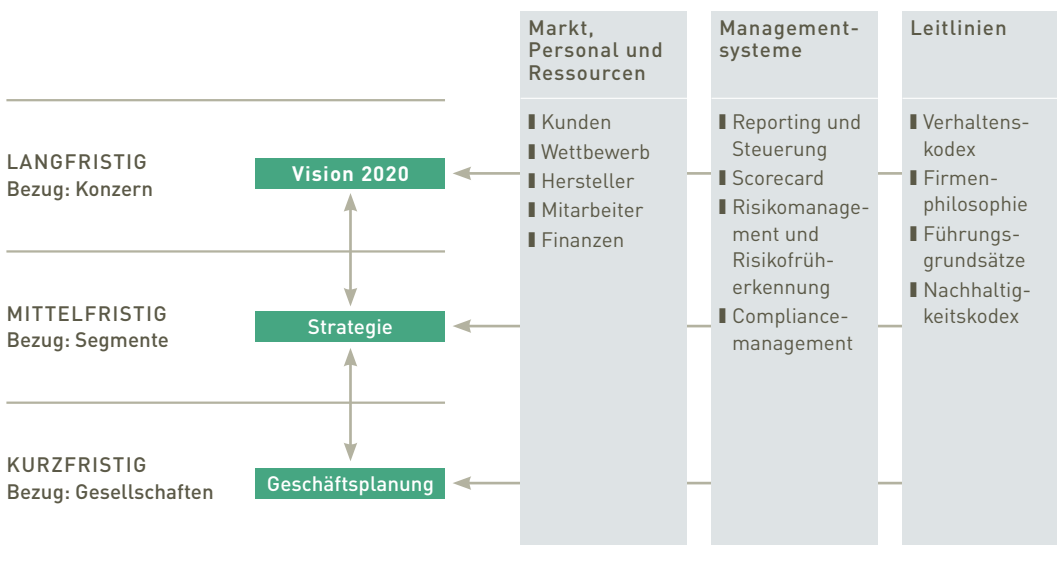 Markt,
Personal und
Ressourcen
Kunden
Wettbewerb
Hersteller
Mitarbeiter
Finanzen
Management-
systeme
Reporting und
Steuerung
Scorecard
Risikomanage-
ment und
Risikofrüh-
erkennung
Compliance-
management
Leitlinien
Verhaltens-
kodex
Firmen-
philosophie
Führungs-
grundsätze
Nachhaltig-
keitskodex
LANGFRISTIG
Bezug: Konzern
Vision 2020
MITTELFRISTIG
Bezug: Segmente
Strategie
KURZFRISTIG
Bezug: Gesellschaften
Geschäftsplanung